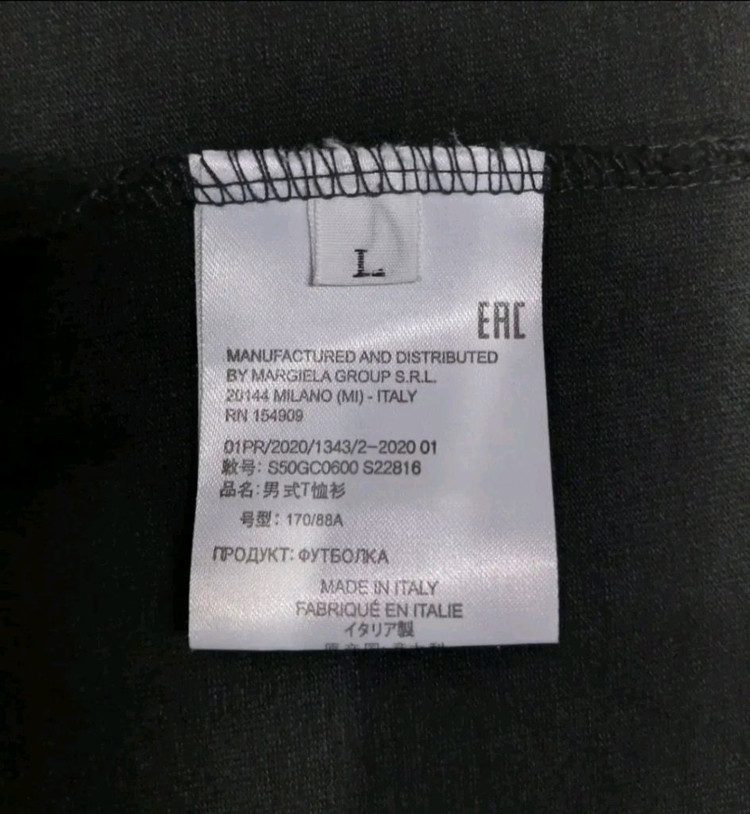 L
EAC
MANUFACTURED AND DISTRIBUTED
BY MARGIELA GROUP S.R.L.
20144 MILANO (MI) - ITALY
RN 154909
01PR/2020/1343/2-2020 01
款号: S50GC0600 S22816
品名: 男式T恤衫
号型: 170/88A
ПРОДУКТ: ФУТБОЛКА
MADE IN ITALY
FABRIQUÉ EN ITALIE
イタリア製